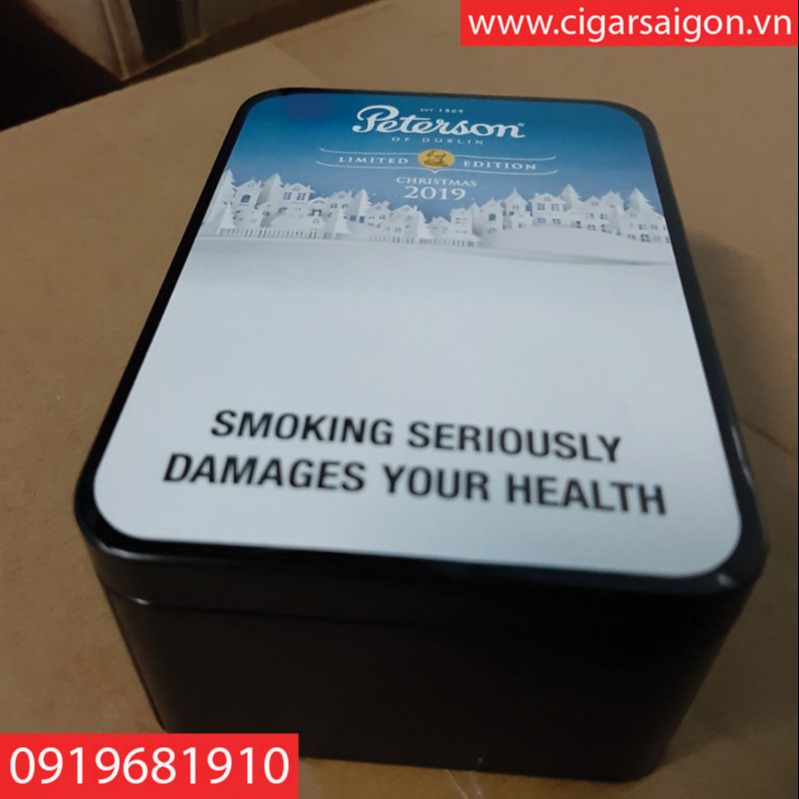 www.cigarsaigon.vn
EST 1865
Peterson®
OF DUBLIN
LIMITED EDITION
CHRISTMAS
2019
SMOKING SERIOUSLY
DAMAGES YOUR HEALTH
0919681910